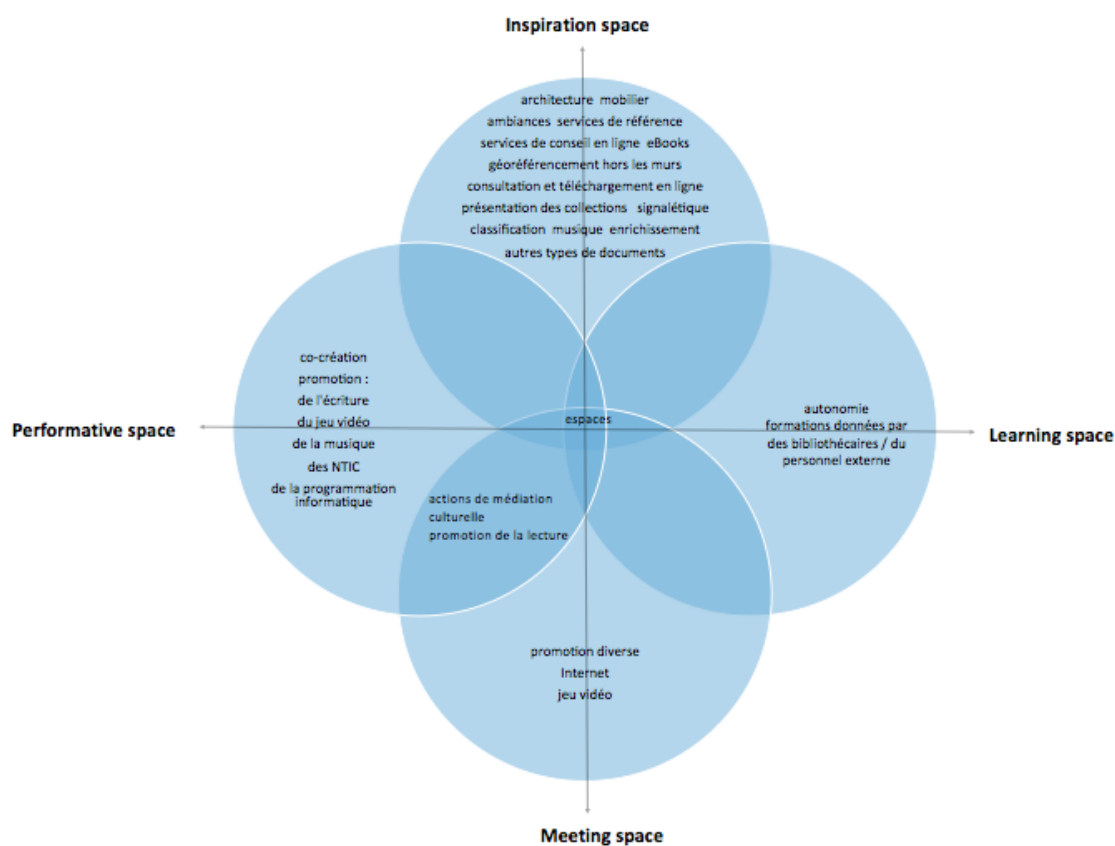 Inspiration space
architecture mobilier
ambiances services de référence
services de conseil en ligne eBooks
géoréférencement hors les murs
consultation et téléchargement en ligne
présentation des collections signalétique
classification musique enrichissement
autres types de documents
co-création
promotion :
de l'écriture
du jeu vidéo
de la musique
des NTIC
de la programmation
informatique
Performative space
espaces
autonomie
formations données par
des bibliothécaires / du
personnel externe
Learning space
actions de médiation
culturelle
promotion de la lecture
promotion diverse
Internet
jeu vidéo
Meeting space